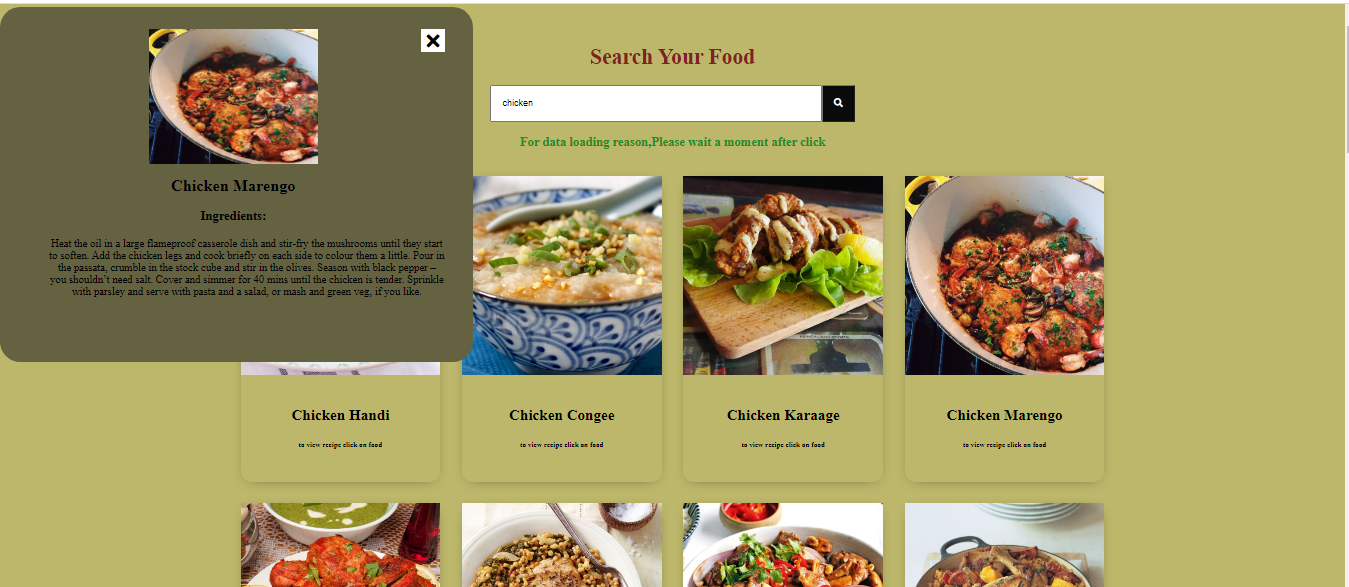 Search Your Food
chicken
For data loading reason,Please wait a moment after click
Chicken Marengo
Ingredients:
Heat the oil in a large flameproof casserole dish and stir-fry the mushrooms until they start
to soften. Add the chicken legs and cook briefly on each side to colour them a little. Pour in
the passata, crumble in the stock cube and stir in the olives. Season with black pepper –
you shouldn’t need salt. Cover and simmer for 40 mins until the chicken is tender. Sprinkle
with parsley and serve with pasta and a salad, or mash and green veg, if you like.
Chicken Handi
to view recipe click on food
Chicken Congee
to view recipe click on food
Chicken Karaage
to view recipe click on food
Chicken Marengo
to view recipe click on food